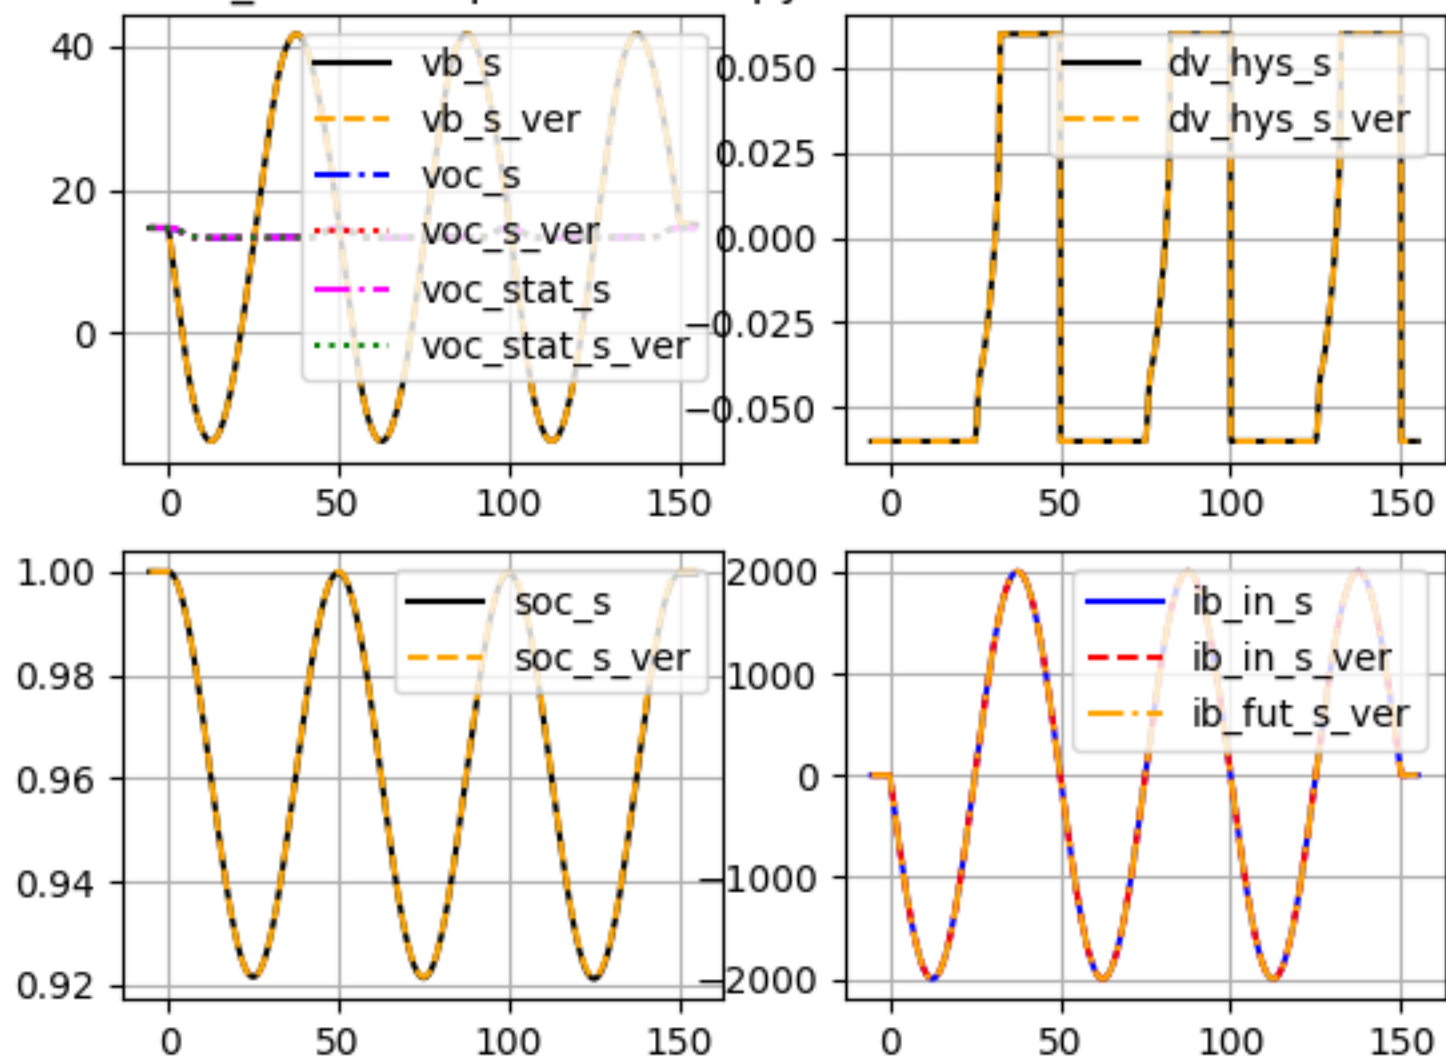 40
20
0
0
50
100
150
vb_s
vb_s_ver
voc_s
voc_s_ver
voc_stat_s
voc_stat_s_ver
0.050
0.025
0.000
−0.025
−0.050
0
50
100
150
dv_hys_s
dv_hys_s_ver
1.00
0.98
0.96
0.94
0.92
0
50
100
150
soc_s
soc_s_ver
2000
1000
0
−1000
−2000
0
50
100
150
ib_in_s
ib_in_s_ver
ib_fut_s_ver